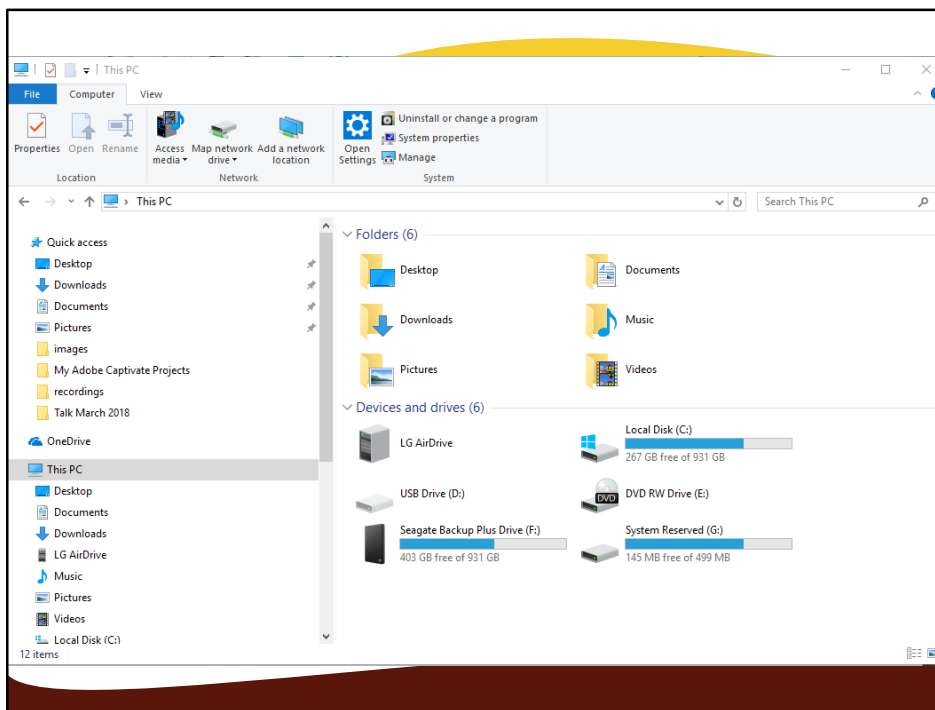 This PC
File Computer View
Properties Open Rename Access media Map network drive Add a network location Open Settings Uninstall or change a program
System properties
Manage
Location Network System
This PC Search This PC
Quick access
Desktop
Downloads
Documents
Pictures
images
My Adobe Captivate Projects
recordings
Talk March 2018
OneDrive
This PC
Desktop
Documents
Downloads
LG AirDrive
Music
Pictures
Videos
Local Disk (C:)
Folders (6)
Desktop Documents
Downloads Music
Pictures Videos
Devices and drives (6)
LG AirDrive
Local Disk (C:)
267 GB free of 931 GB
USB Drive (D:) DVD RW Drive (E:)
DVD
Seagate Backup Plus Drive (F:) System Reserved (G:)
403 GB free of 931 GB 145 MB free of 499 MB
12 items